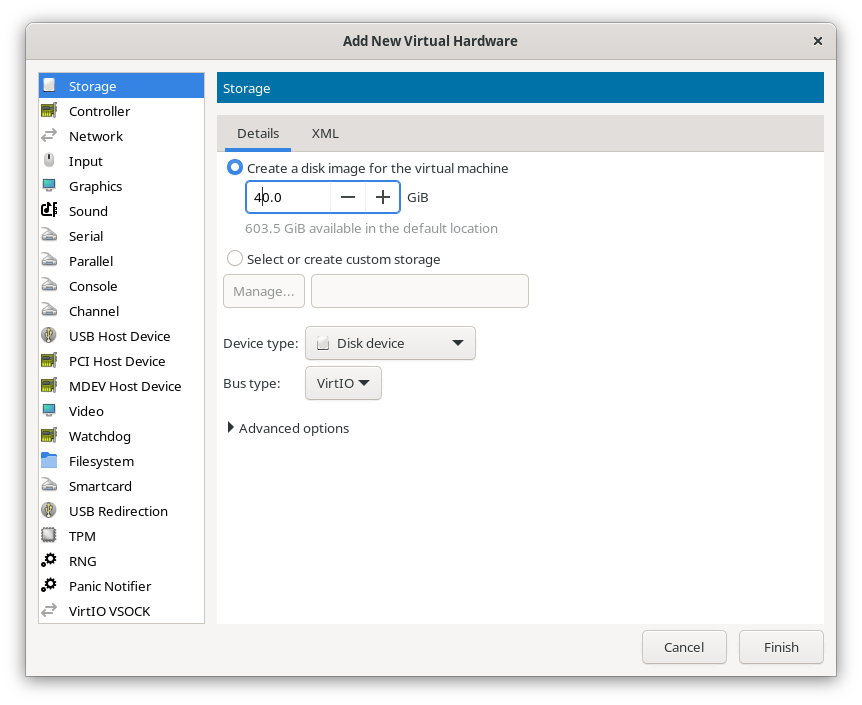 Add New Virtual Hardware
Storage
Controller
Network
Input
Graphics
Sound
Serial
Parallel
Console
Channel
USB Host Device
PCI Host Device
MDEV Host Device
Video
Watchdog
Filesystem
Smartcard
USB Redirection
TPM
RNG
Panic Notifier
VirtIO VSOCK
Storage
Details XML
Create a disk image for the virtual machine
40.0 GiB
603.5 GiB available in the default location
Select or create custom storage
Manage...
Device type: Disk device
Bus type: VirtIO
Advanced options
Cancel Finish